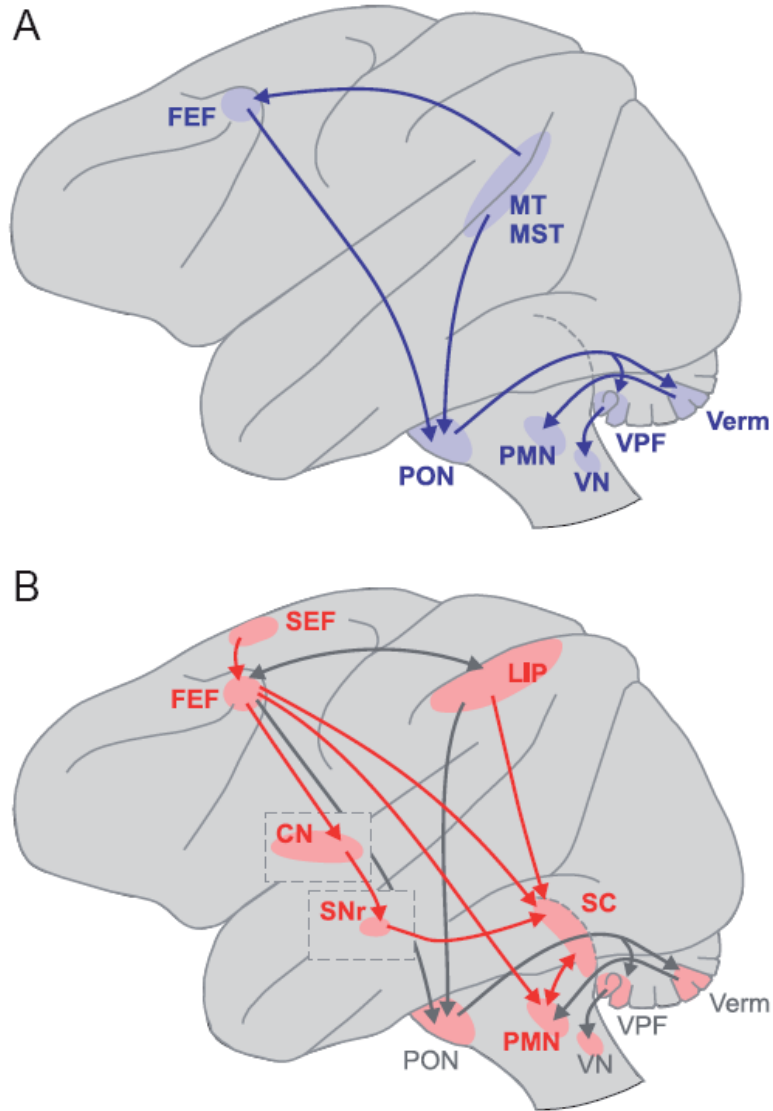 A
FEF
MT
MST
Verm
VPF
PMN
PON
VN
B
SEF
LIP
FEF
CN
SC
SNr
Verm
VPF
PMN
VN
PON